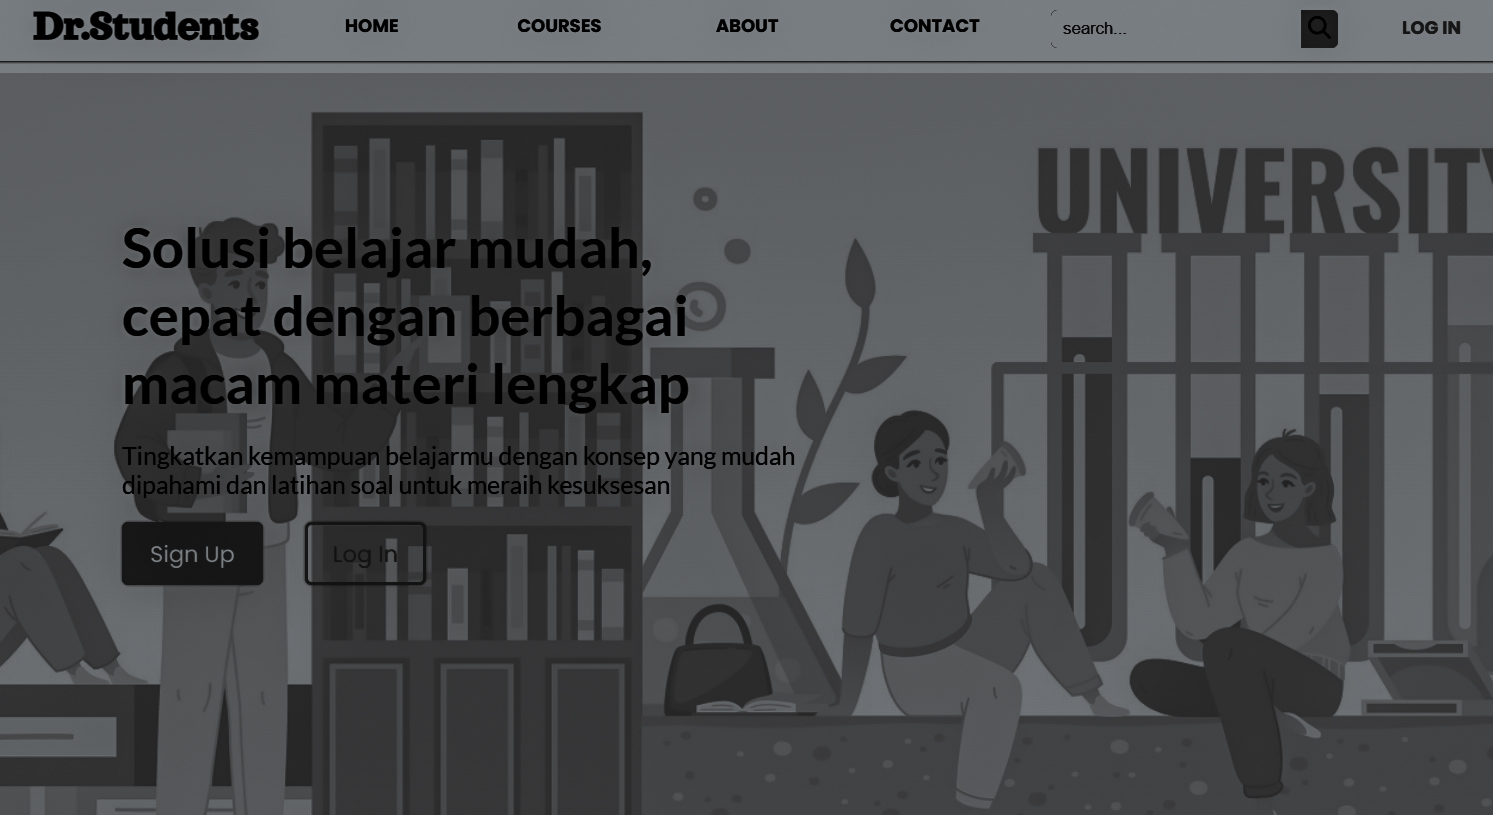 Dr.Students
HOME
COURSES
ABOUT
CONTACT
search...
LOG IN
UNIVERSITY
Solusi belajar mudah,
cepat dengan berbagai
macam materi lengkap
Tingkatkan kemampuan belajarmu dengan konsep yang mudah
dipahami dan latihan soal untuk meraih kesuksesan
Sign Up
Log In